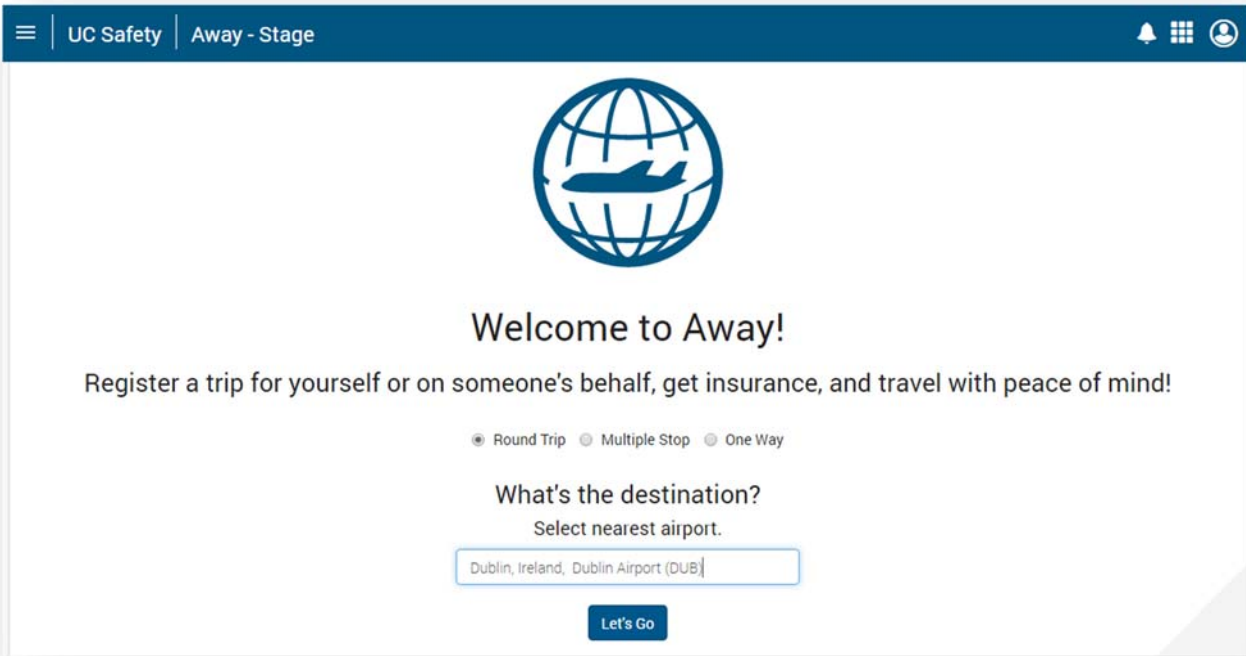 UC Safety Away - Stage
Welcome to Away!
Register a trip for yourself or on someone's behalf, get insurance, and travel with peace of mind!
Round Trip Multiple Stop One Way
What's the destination?
Select nearest airport.
Dublin, Ireland, Dublin Airport (DUB)
Let's Go